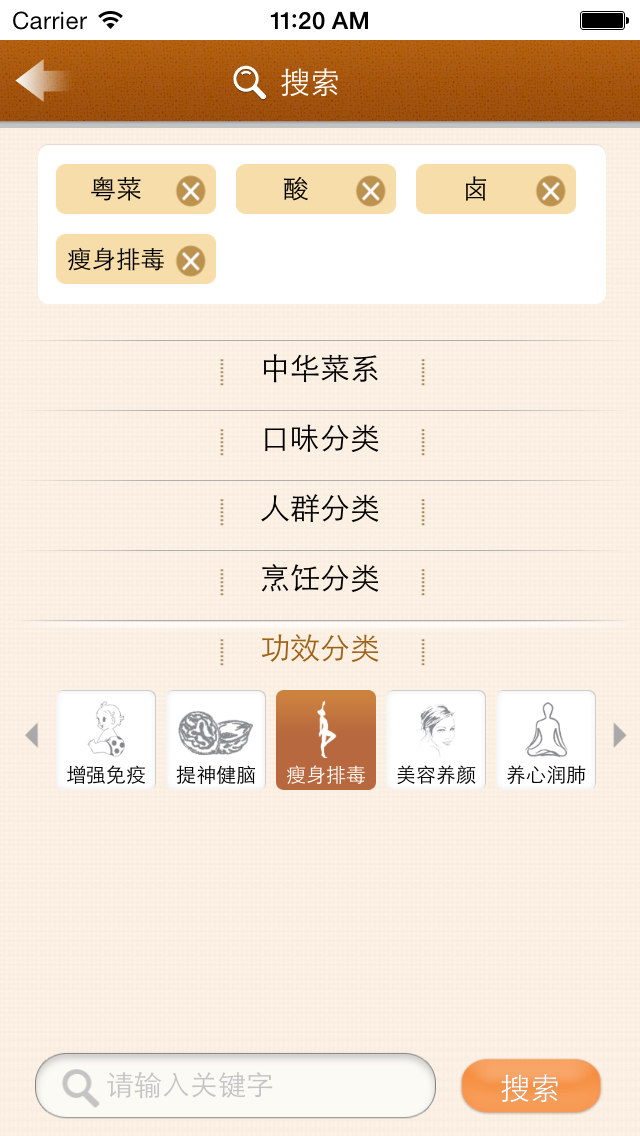 Carrier 11:20 AM
搜索
粤菜 酸 卤
瘦身排毒
中华菜系
口味分类
人群分类
烹饪分类
功效分类
增强免疫 提神健脑 瘦身排毒 美容养颜 养心润肺
请输入关键字 搜索